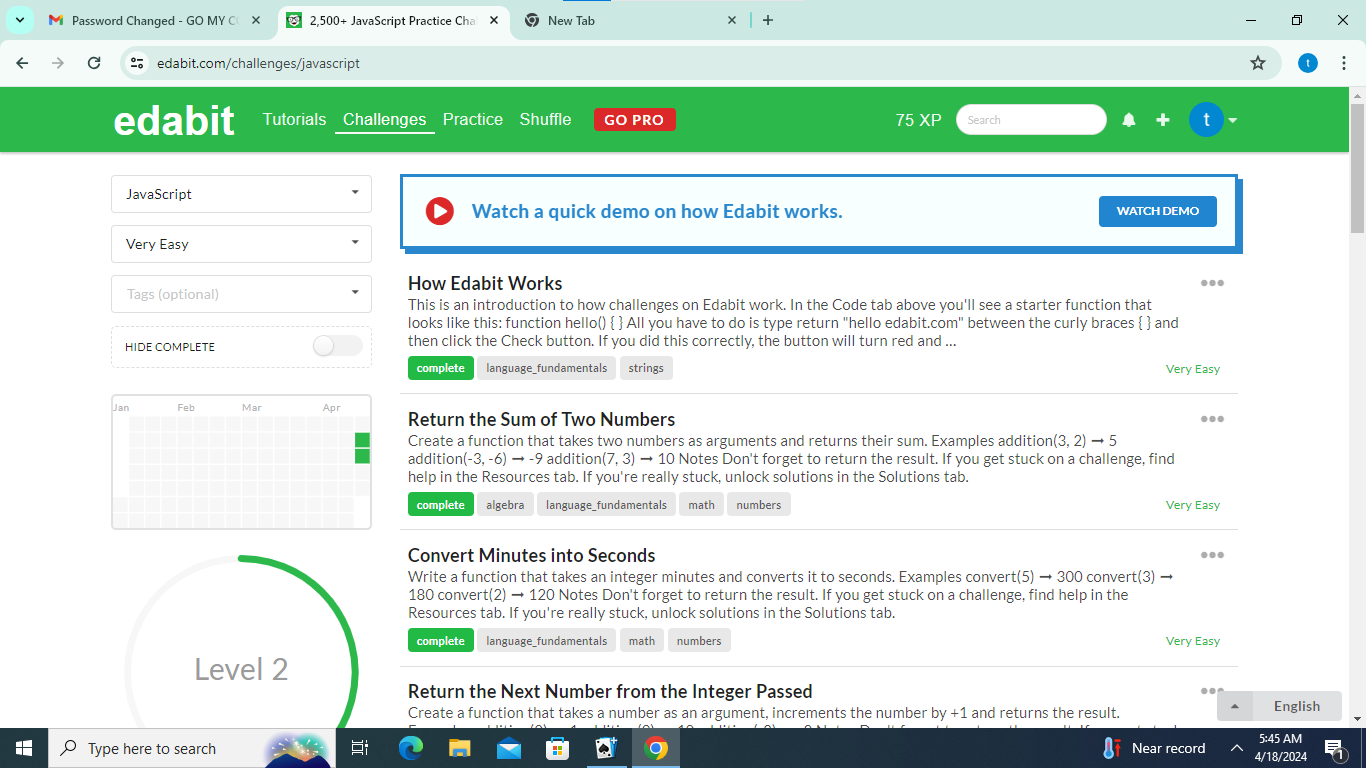 Password Changed - GO MY C
2,500+ JavaScript Practice Cha
New Tab
edabit.com/challenges/javascript
t
edabit
Tutorials
Challenges
Practice
Shuffle
GO PRO
75 XP
Search
t
JavaScript
Very Easy
Tags (optional)
HIDE COMPLETE
Jan Feb Mar Apr
Level 2
Watch a quick demo on how Edabit works.
WATCH DEMO
How Edabit Works
This is an introduction to how challenges on Edabit work. In the Code tab above you'll see a starter function that
looks like this: function hello() { } All you have to do is type return "hello edabit.com" between the curly braces { } and
then click the Check button. If you did this correctly, the button will turn red and ...
complete language_fundamentals strings
Very Easy
Return the Sum of Two Numbers
Create a function that takes two numbers as arguments and returns their sum. Examples addition(3, 2) ➞ 5
addition(-3, -6) ➞ -9 addition(7, 3) ➞ 10 Notes Don't forget to return the result. If you get stuck on a challenge, find
help in the Resources tab. If you're really stuck, unlock solutions in the Solutions tab.
complete algebra language_fundamentals math numbers
Very Easy
Convert Minutes into Seconds
Write a function that takes an integer minutes and converts it to seconds. Examples convert(5) ➞ 300 convert(3) ➞
180 convert(2) ➞ 120 Notes Don't forget to return the result. If you get stuck on a challenge, find help in the
Resources tab. If you're really stuck, unlock solutions in the Solutions tab.
complete language_fundamentals math numbers
Very Easy
Return the Next Number from the Integer Passed
Create a function that takes a number as an argument, increments the number by +1 and returns the result.
English
Type here to search
Near record
5:45 AM
4/18/2024
1